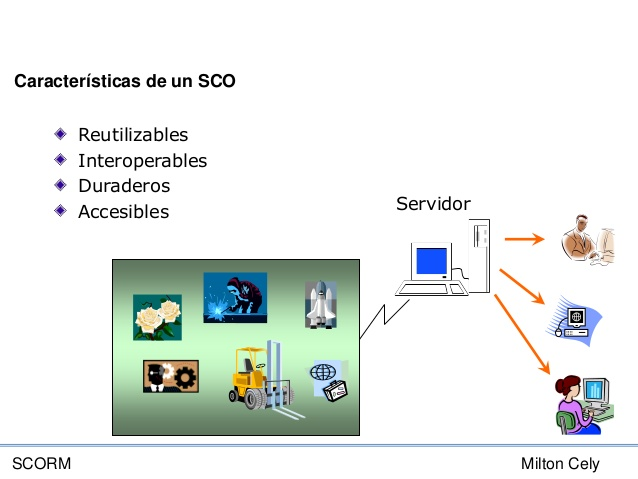 Características de un SCO
Reutilizables
Interoperables
Duraderos
Accesibles
Servidor
SCORM
Milton Cely